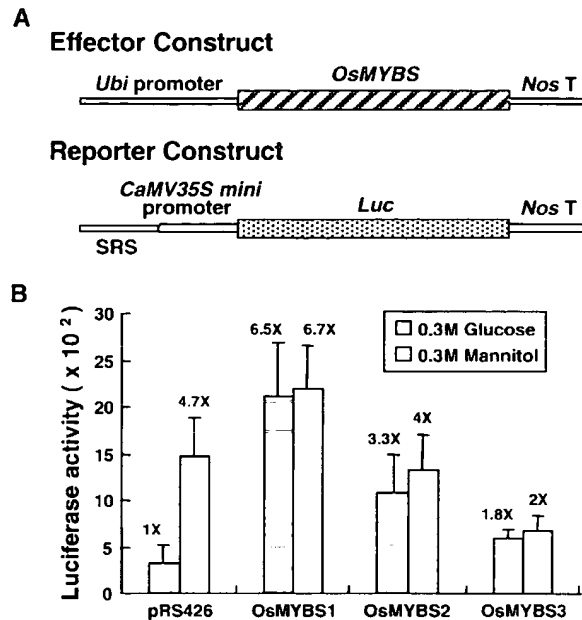 A
Effector Construct
Ubi promoter OsMYBS Nos T
Reporter Construct
CaMV35S mini
promoter Luc Nos T
SRS
B
Luciferase activity ( x 10 2 )
30
25
20
15
10
5
0
0.3M Glucose
0.3M Mannitol
1X
4.7X
6.5X
6.7X
3.3X
4X
1.8X
2X
pRS426 OsMYBS1 OsMYBS2 OsMYBS3